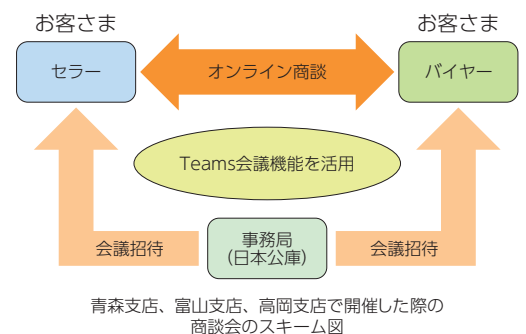 お客さま
お客さま
セラー
オンライン商談
バイヤー
Teams会議機能を活用
会議招待
事務局
(日本公庫)
会議招待
青森支店、富山支店、高岡支店で開催した際の
商談会のスキーム図